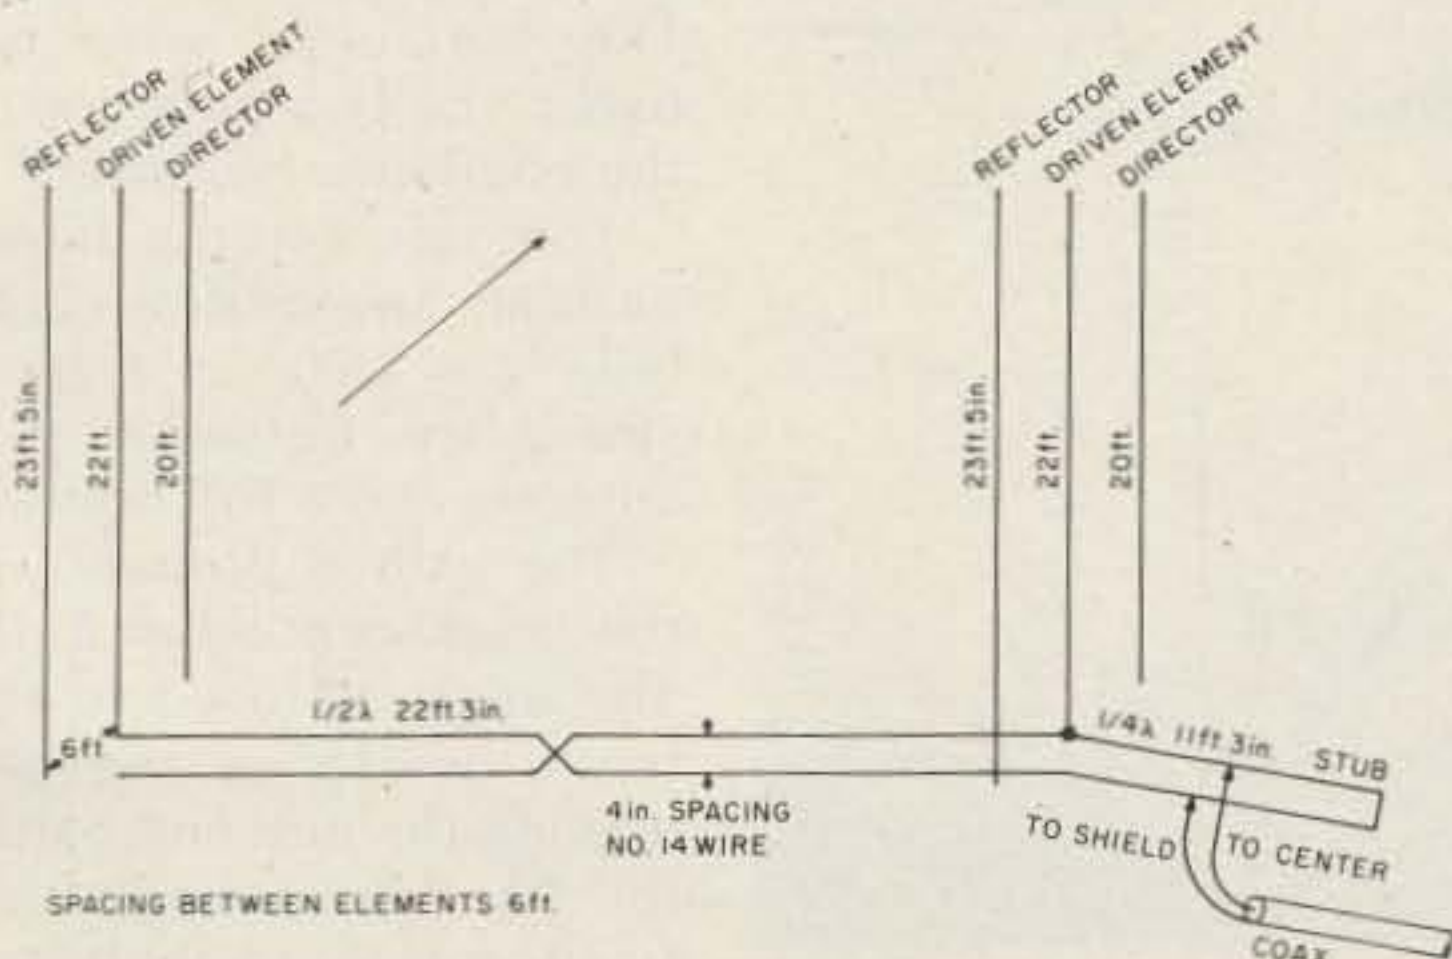 REFLECTOR
DRIVEN ELEMENT
DIRECTOR
REFLECTOR
DRIVEN ELEMENT
DIRECTOR
23ft.5in.
22ft.
20ft.
23ft.5in.
22ft.
20ft.
6ft
1/2λ 22ft.3in.
1/4λ 11ft 3in. STUB
4in. SPACING
NO. 14 WIRE
TO SHIELD
TO CENTER
SPACING BETWEEN ELEMENTS 6ft.
COAX